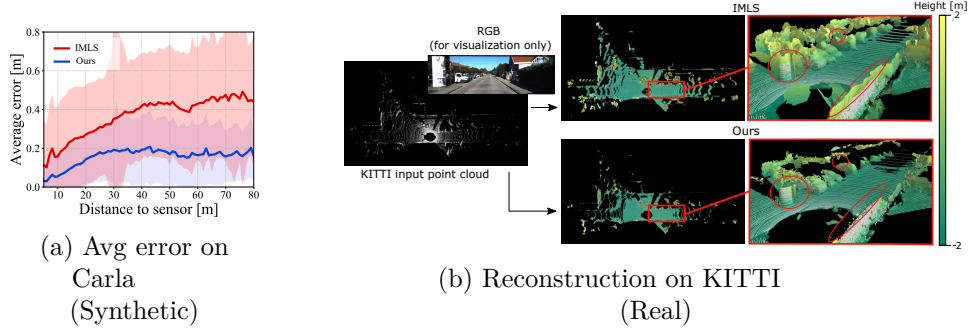 IMLS
Ours
Average error [m]
0.8
0.6
0.4
0.2
0.0
10 20 30 40 50 60 70 80
Distance to sensor [m]
(a) Avg error on
Carla
(Synthetic)
RGB
(for visualization only)
KITTI input point cloud
IMLS
Ours
Height [m]
2
-2
(b) Reconstruction on KITTI
(Real)